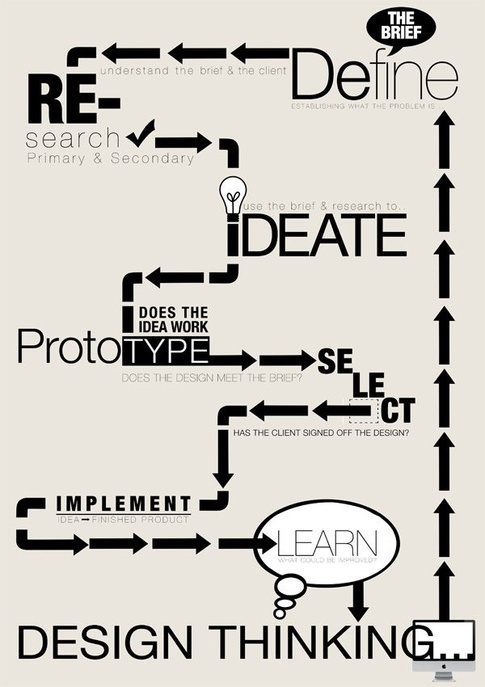 THE
BRIEF
Define
ESTABLISHING WHAT THE PROBLEM IS...
understand the brief & the client
RE-
search
Primary & Secondary
use the brief & research to..
IDEATE
DOES THE
IDEA WORK
ProtoTYPE
DOES THE DESIGN MEET THE BRIEF?
SE
LE
CT
HAS THE CLIENT SIGNED OFF THE DESIGN?
IMPLEMENT
IDEA FINISHED PRODUCT
LEARN
WHAT COULD BE IMPROVED?
DESIGN THINKING...